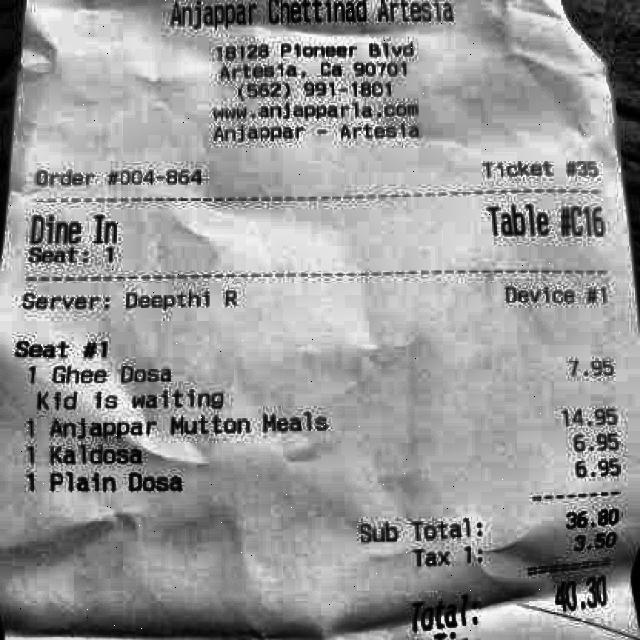 Anjappar Chettinad Artesia
18128 Pioneer Blvd
Artesia, Ca 90701
(562) 991-1801
www.anjapparla.com
Anjappar - Artesia
Order #004-864 Ticket #35
Dine In Table #C16
Seat: 1
Server: Deepthi R Device #1
Seat #1
1 Ghee Dosa 7.95
Kid is waiting
1 Anjappar Mutton Meals 14.95
1 Kaldosa 6.95
1 Plain Dosa 6.95
Sub Total: 36.80
Tax 1: 3.50
Total: 40.30